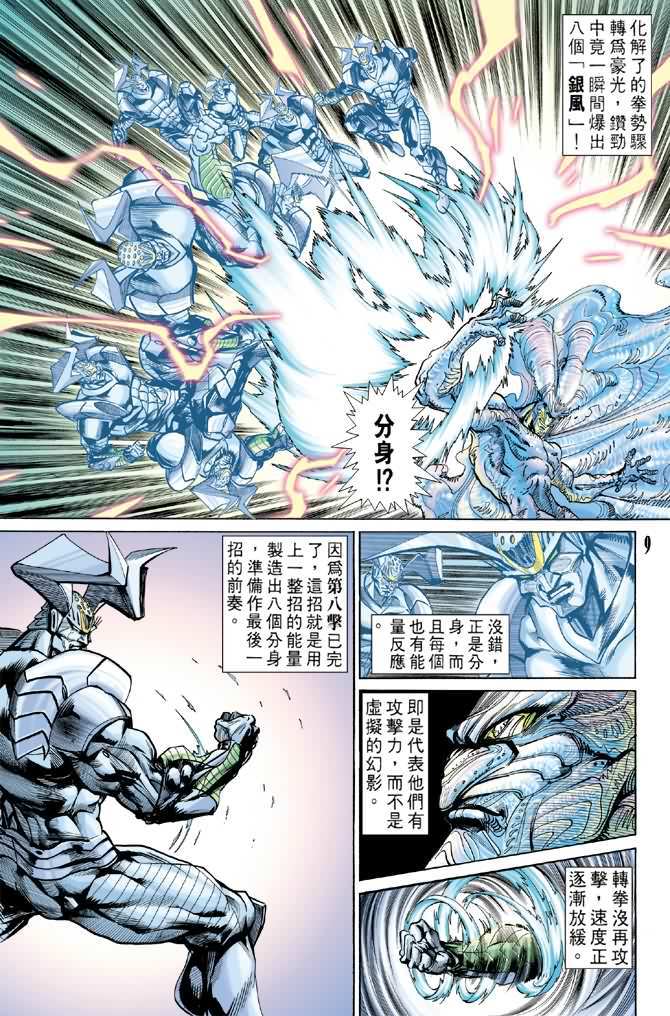 化解了的拳勢驟
轉為豪光，鑽勁
中竟一瞬間爆出
八個「銀風」！
分身!?
9
沒錯，
正是分
身，而
且每個
也有能
量反應
。
即是代表他們有
攻擊力，而不是
虛擬的幻影。
轉拳沒再攻
擊，速度正
逐漸放緩。
因為第八擊已完
了，這招就是用
上一整招的能量
製造出八個分身
，準備作最後一
招的前奏。